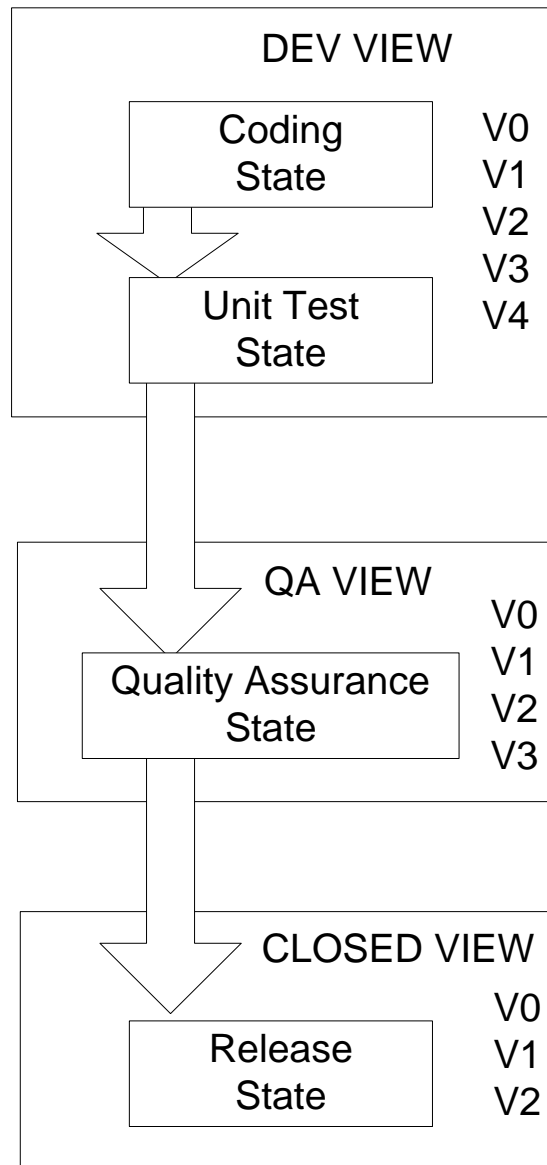 DEV VIEW
Coding
State
V0
V1
V2
V3
V4
Unit Test
State
QA VIEW
V0
V1
V2
V3
Quality Assurance
State
CLOSED VIEW
V0
V1
V2
Release
State